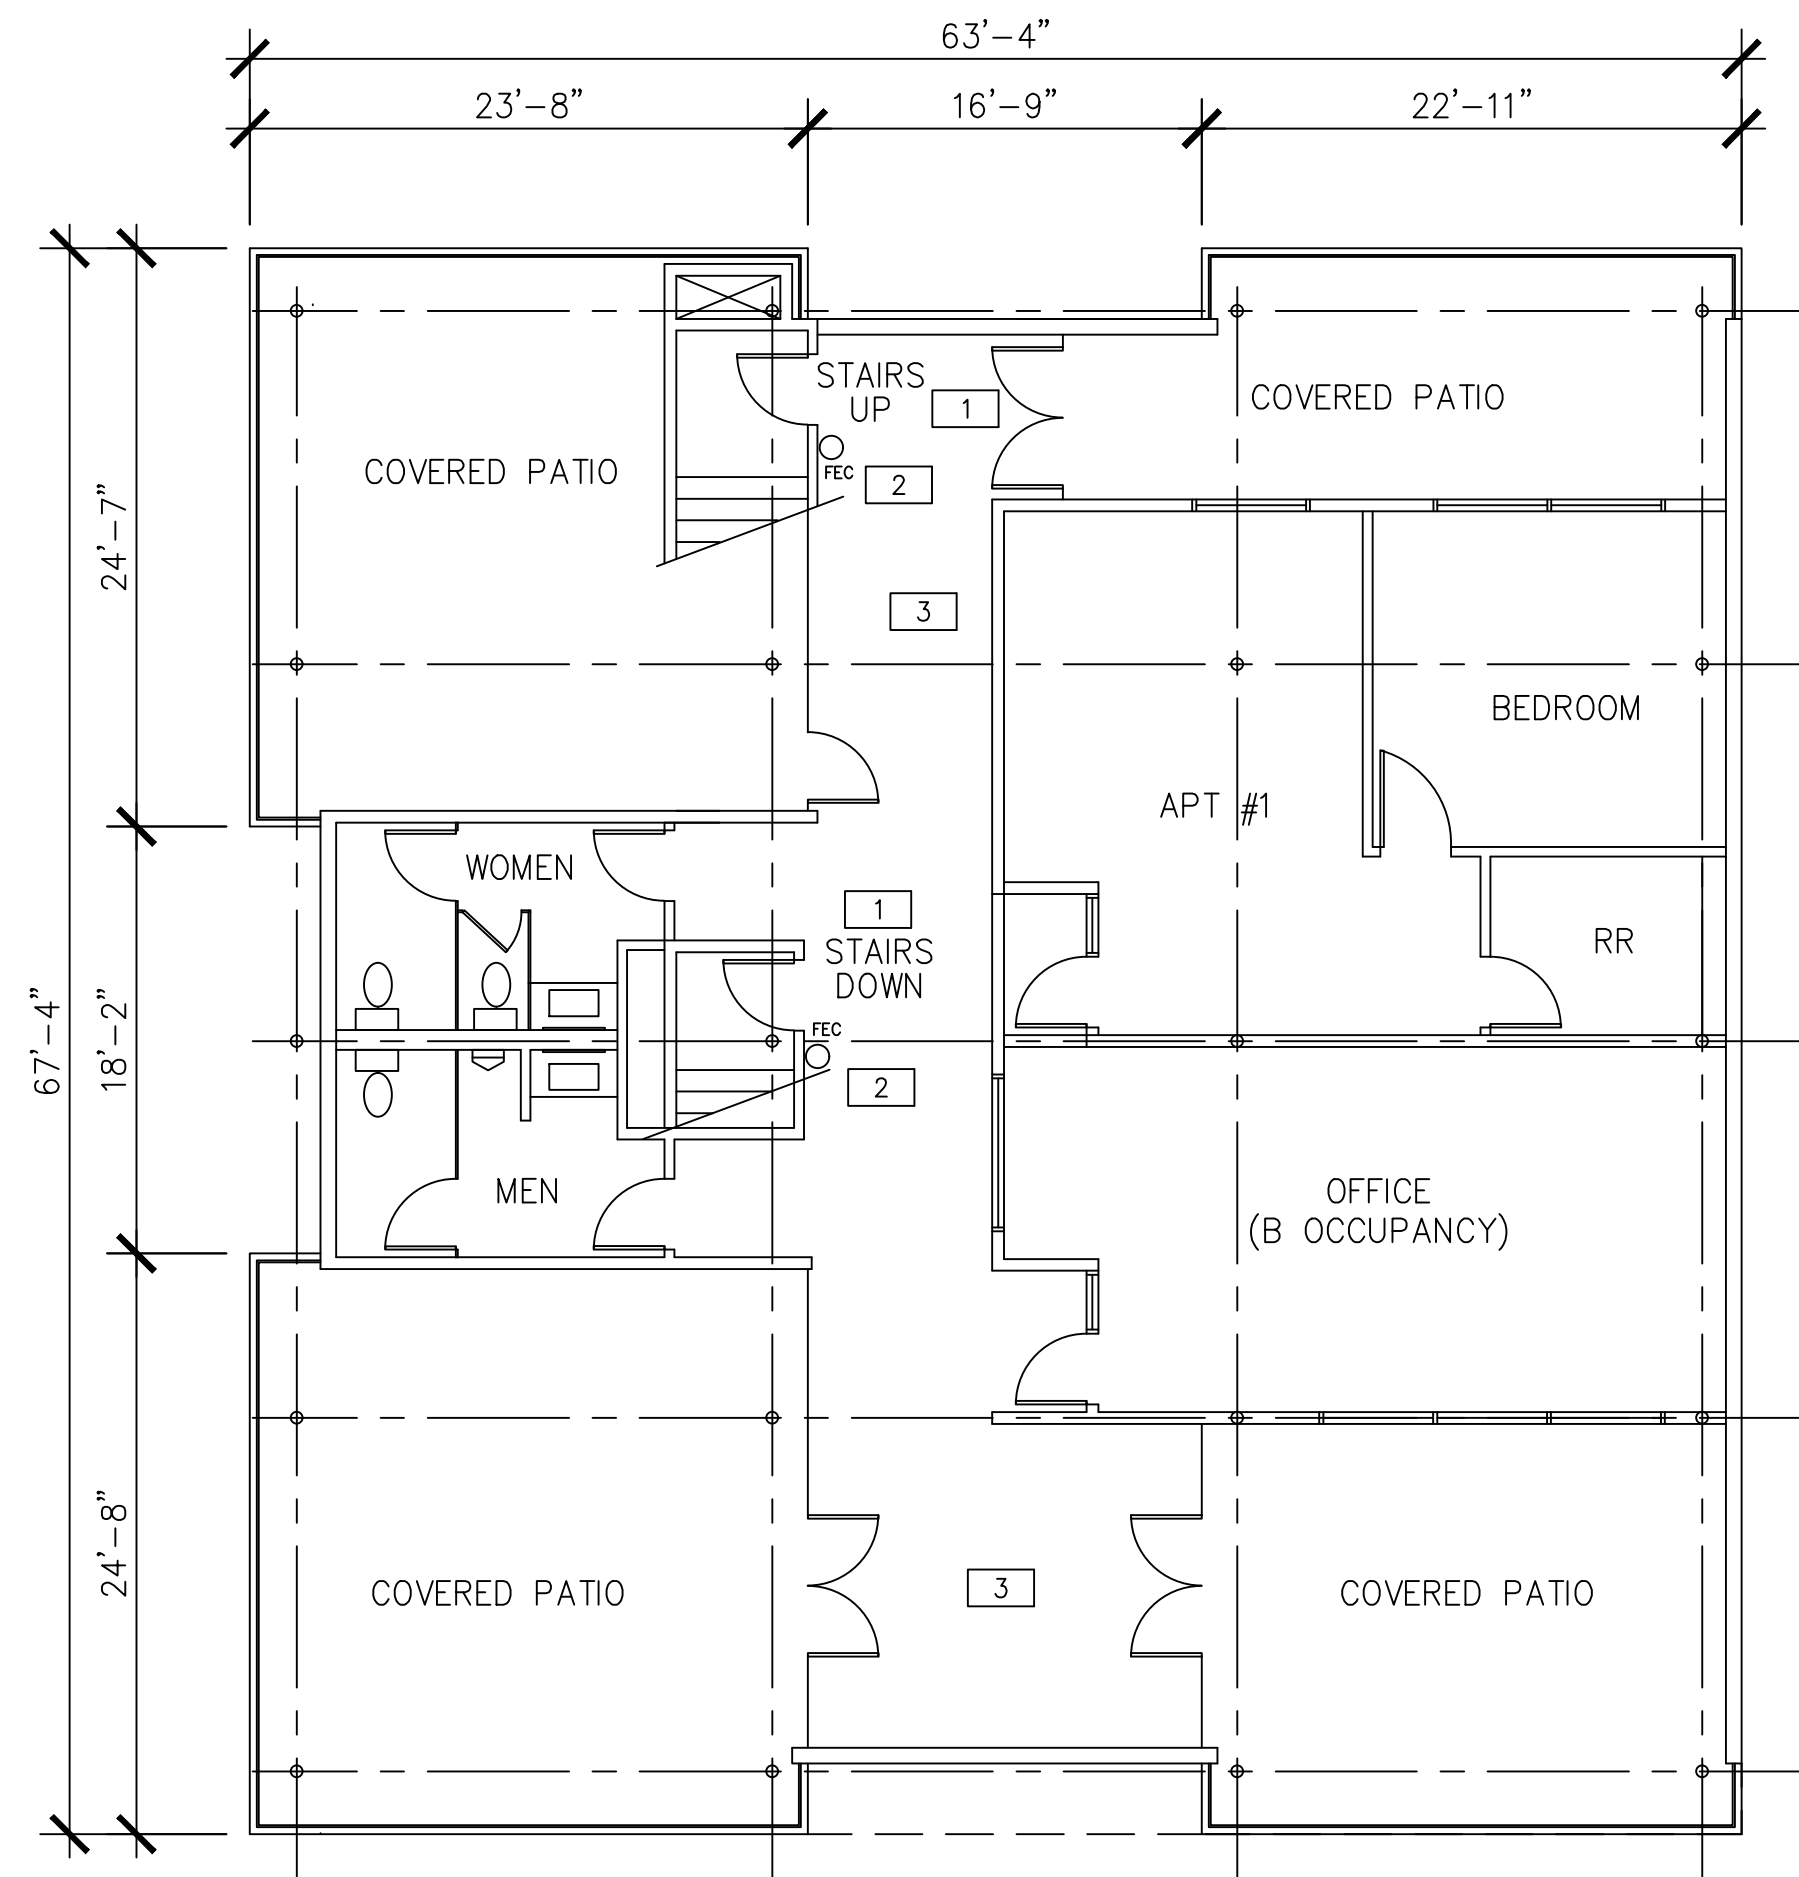 63'-4"
23'-8"
16'-9"
22'-11"
STAIRS
UP
1
COVERED PATIO
COVERED PATIO
FEC
2
24'-7"
3
BEDROOM
APT #1
WOMEN
1
STAIRS
DOWN
RR
67'-4"
18'-2"
FEC
2
MEN
OFFICE
(B OCCUPANCY)
24'-8"
COVERED PATIO
3
COVERED PATIO